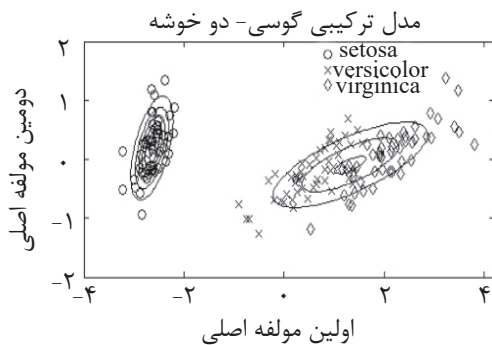 مدل ترکیبی گوسی- دو خوشه
setosa
versicolor
virginica
دومین مولفه اصلی
۲
۱
۰
-۱
-۲
-۴
-۲
۰
۲
۴
اولین مولفه اصلی